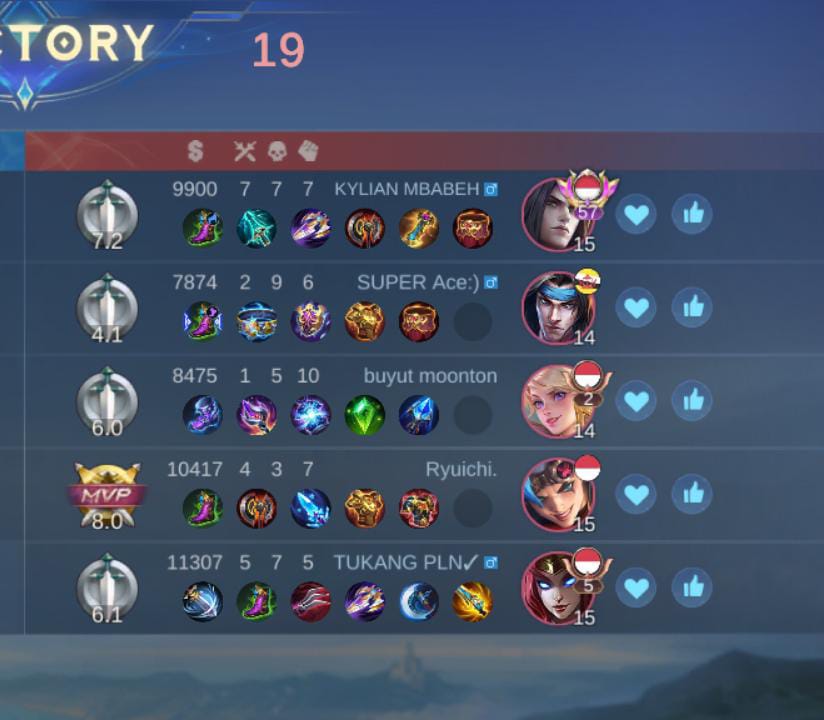 CTORY
19
9900 7 7 7 KYLIAN MBABEH
7.2
57
15
7874 2 9 6 SUPER Ace:)
4.1
14
8475 1 5 10 buyut moonton
6.0
2
14
10417 4 3 7 Ryuichi.
MVP
8.0
15
11307 5 7 5 TUKANG PLN✓
6.1
5
15